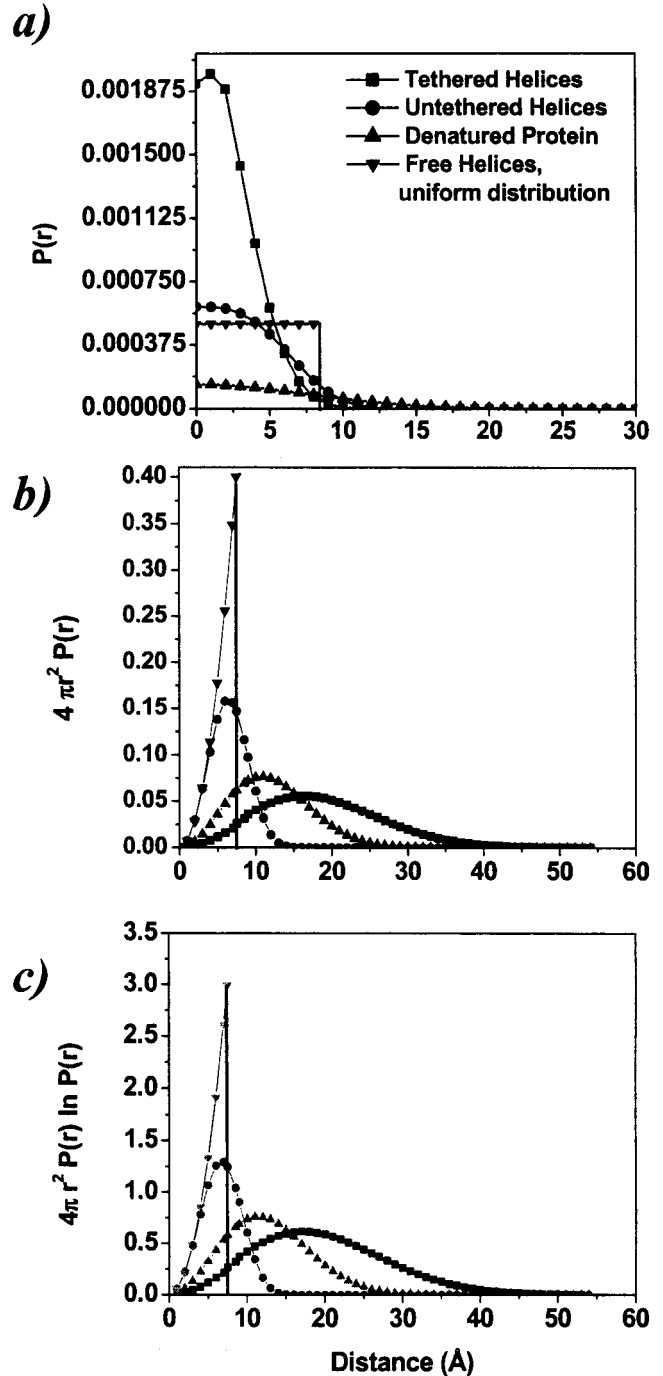 a)
P(r)
0.001875
0.001500
0.001125
0.000750
0.000375
0.000000
Tethered Helices
Untethered Helices
Denatured Protein
Free Helices,
uniform distribution
0 5 10 15 20 25 30
b)
4 πr² P(r)
0.40
0.35
0.30
0.25
0.20
0.15
0.10
0.05
0.00
0 10 20 30 40 50 60
c)
4π r² P(r) ln P(r)
3.5
3.0
2.5
2.0
1.5
1.0
0.5
0.0
0 10 20 30 40 50 60
Distance (Å)